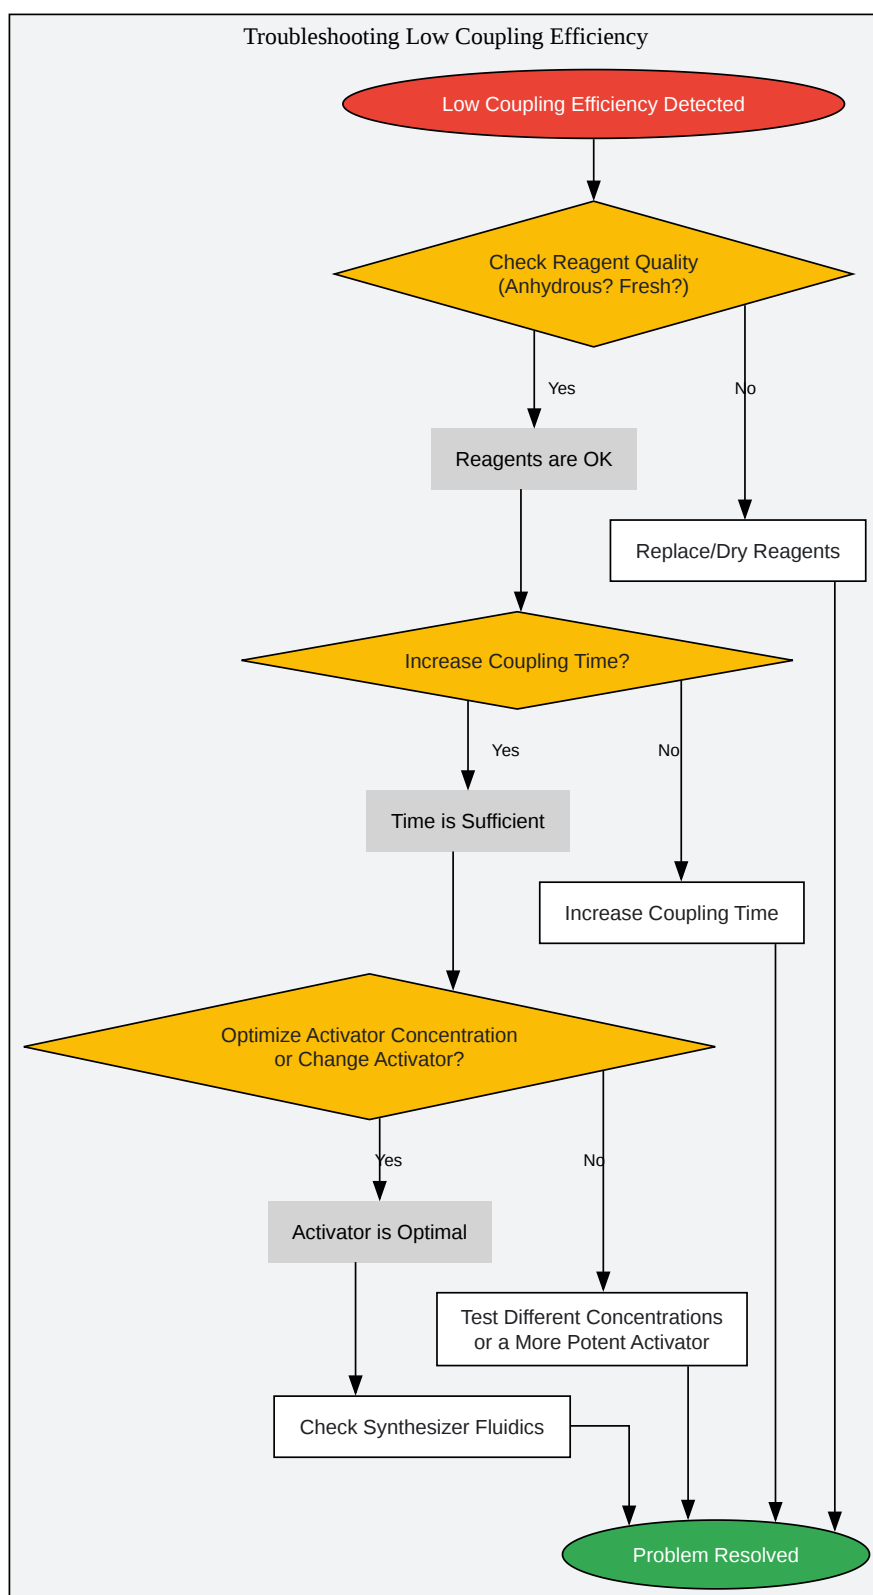 Troubleshooting Low Coupling Efficiency
Low Coupling Efficiency Detected
Check Reagent Quality
(Anhydrous? Fresh?)
Yes
No
Reagents are OK
Replace/Dry Reagents
Increase Coupling Time?
Yes
No
Time is Sufficient
Increase Coupling Time
Optimize Activator Concentration
or Change Activator?
Yes
No
Activator is Optimal
Test Different Concentrations
or a More Potent Activator
Check Synthesizer Fluidics
Problem Resolved